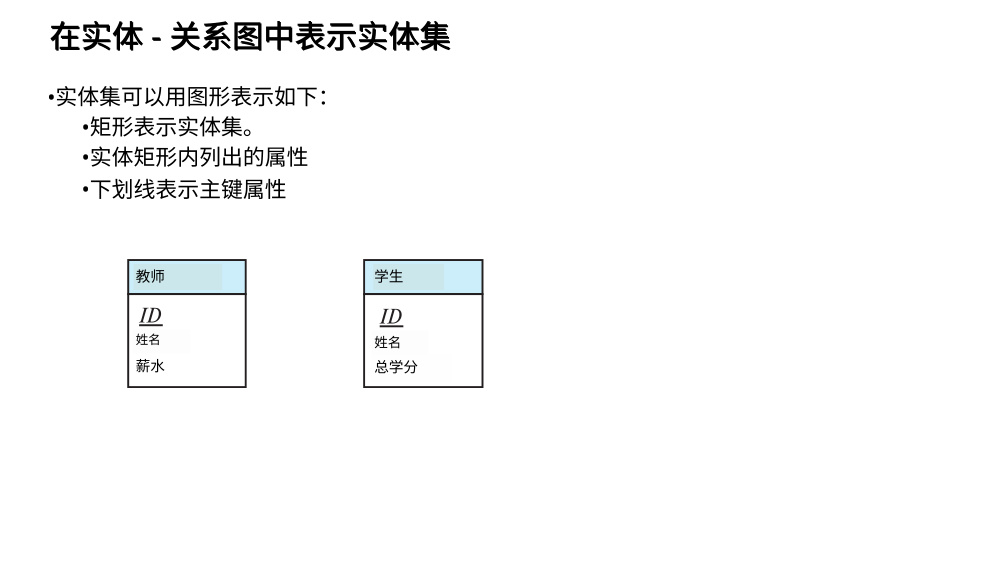 在实体 - 关系图中表示实体集
•实体集可以用图形表示如下：
•矩形表示实体集。
•实体矩形内列出的属性
•下划线表示主键属性
教师
ID
姓名
薪水
学生
ID
姓名
总学分